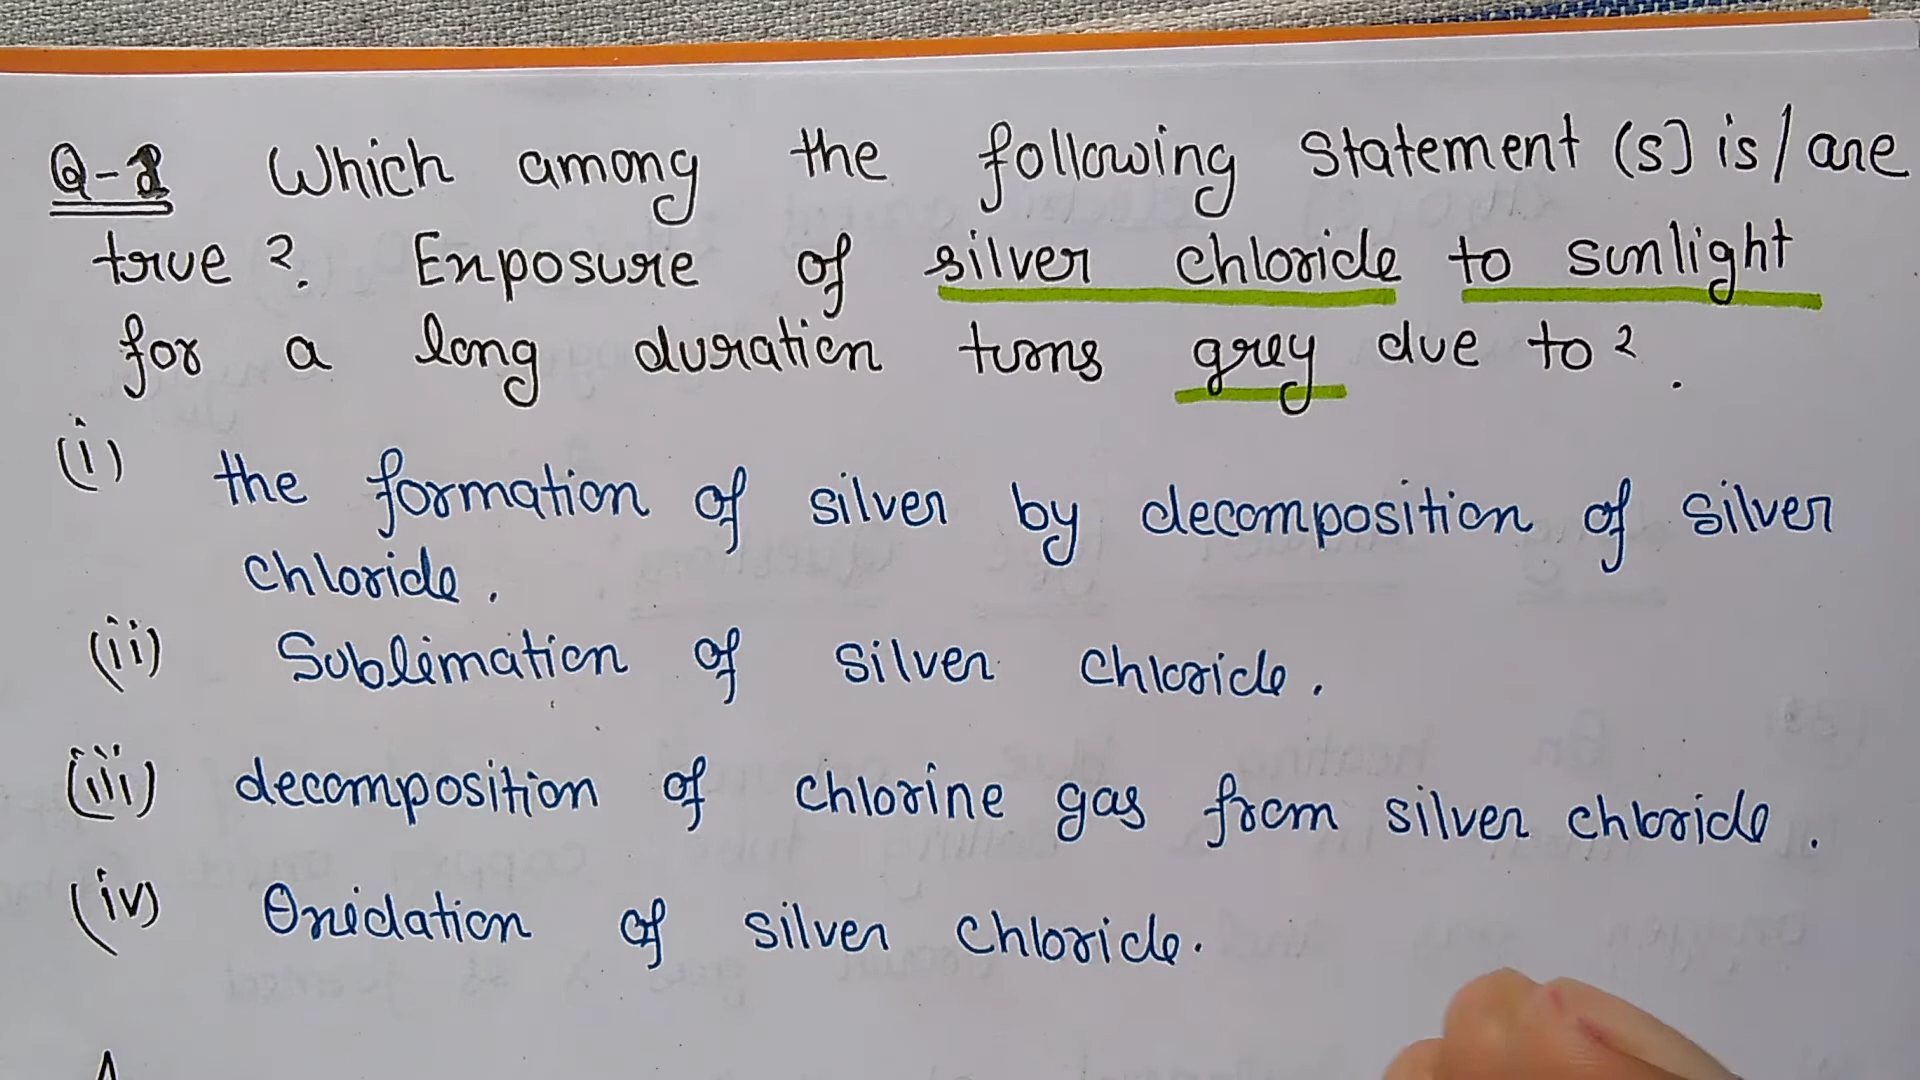 Q-2 Which among the following Statement (s) is/are
true ?. Exposure of silver chloride to sunlight
for a long duration turns grey due to ?.
(i) the formation of silver by decomposition of silver
chloride.
(ii) Sublimation of silver chloride.
(iii) decomposition of chlorine gas from silver chloride.
(iv) Oxidation of silver chloride.